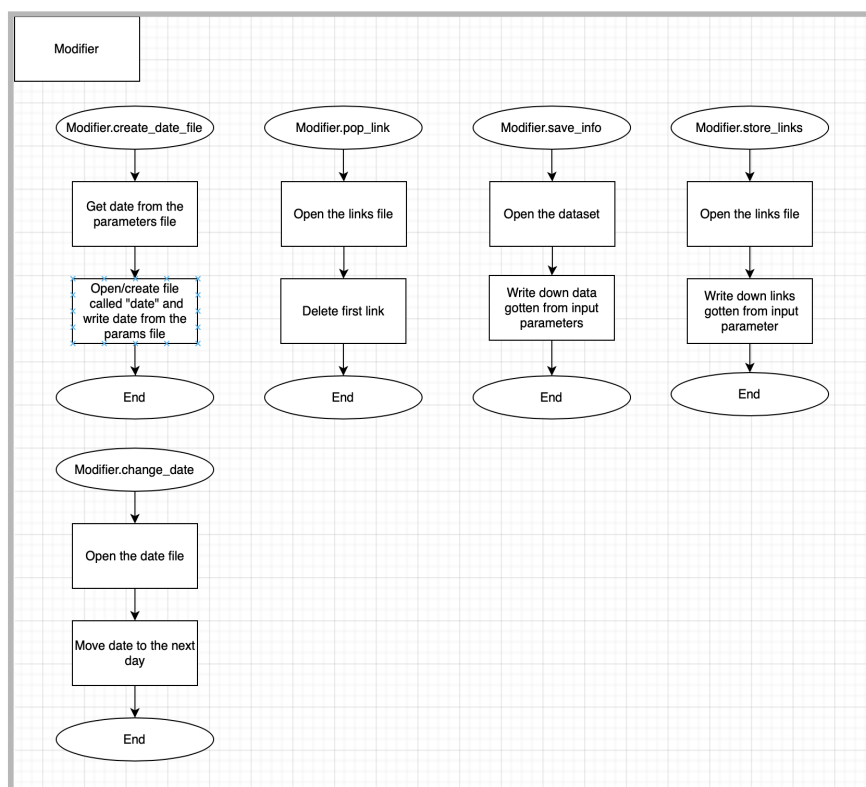 Modifier
Modifier.create_date_file
Get date from the
parameters file
Open/create file
called "date" and
write date from the
params file
End
Modifier.pop_link
Open the links file
Delete first link
End
Modifier.save_info
Open the dataset
Write down data
gotten from input
parameters
End
Modifier.store_links
Open the links file
Write down links
gotten from input
parameter
End
Modifier.change_date
Open the date file
Move date to the next
day
End